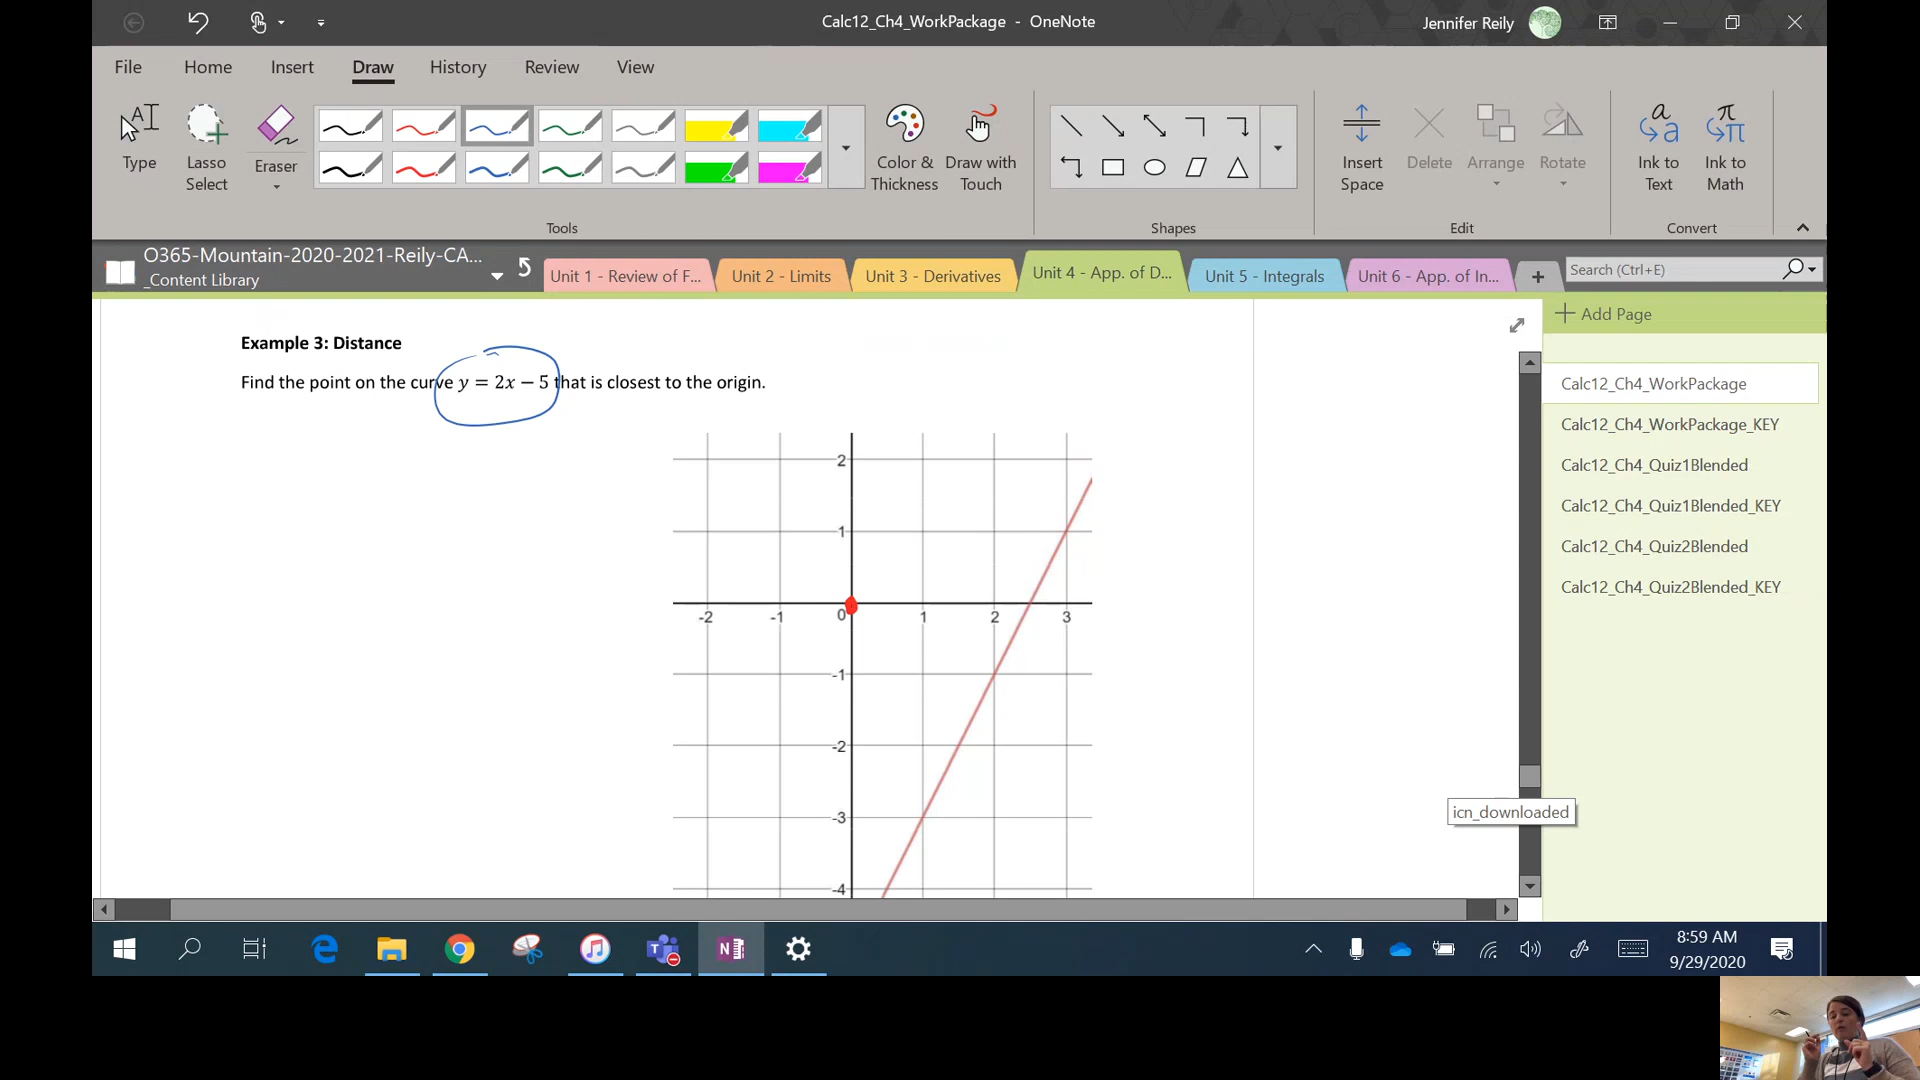 Calc12_Ch4_WorkPackage - OneNote
Jennifer Reily
File Home Insert Draw History Review View
Type
Lasso Select
Eraser
Color & Thickness
Draw with Touch
Insert Space
Delete
Arrange
Rotate
Ink to Text
Ink to Math
Tools
Shapes
Edit
Convert
O365-Mountain-2020-2021-Reily-CA...
_Content Library
Unit 1 - Review of F...
Unit 2 - Limits
Unit 3 - Derivatives
Unit 4 - App. of D...
Unit 5 - Integrals
Unit 6 - App. of In...
Search (Ctrl+E)
Add Page
Calc12_Ch4_WorkPackage
Calc12_Ch4_WorkPackage_KEY
Calc12_Ch4_Quiz1Blended
Calc12_Ch4_Quiz1Blended_KEY
Calc12_Ch4_Quiz2Blended
Calc12_Ch4_Quiz2Blended_KEY
Example 3: Distance
Find the point on the curve y = 2x − 5 that is closest to the origin.
2
1
-2 -1 0 1 2 3
-1
-2
-3
-4
icn_downloaded
8:59 AM
9/29/2020